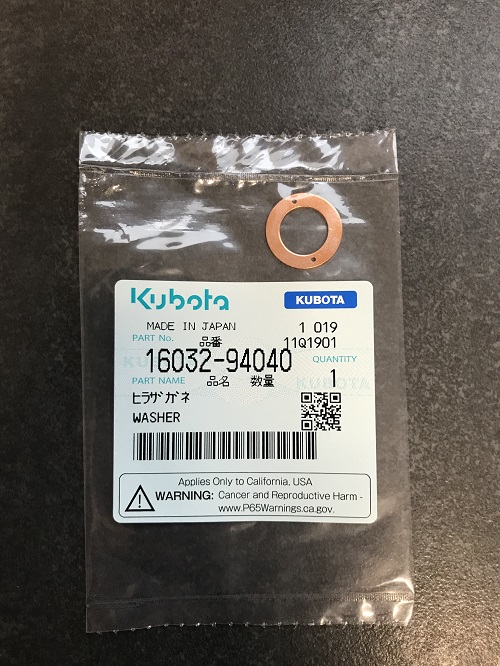 Kubota KUBOTA
MADE IN JAPAN 1 019
PART No. 品番 11Q1901
16032-94040 QUANTITY
PART NAME 品名 数量 1
ﾋﾗｻﾞｶﾞﾈ
WASHER
Applies Only to California, USA
WARNING: Cancer and Reproductive Harm -
www.P65Warnings.ca.gov.